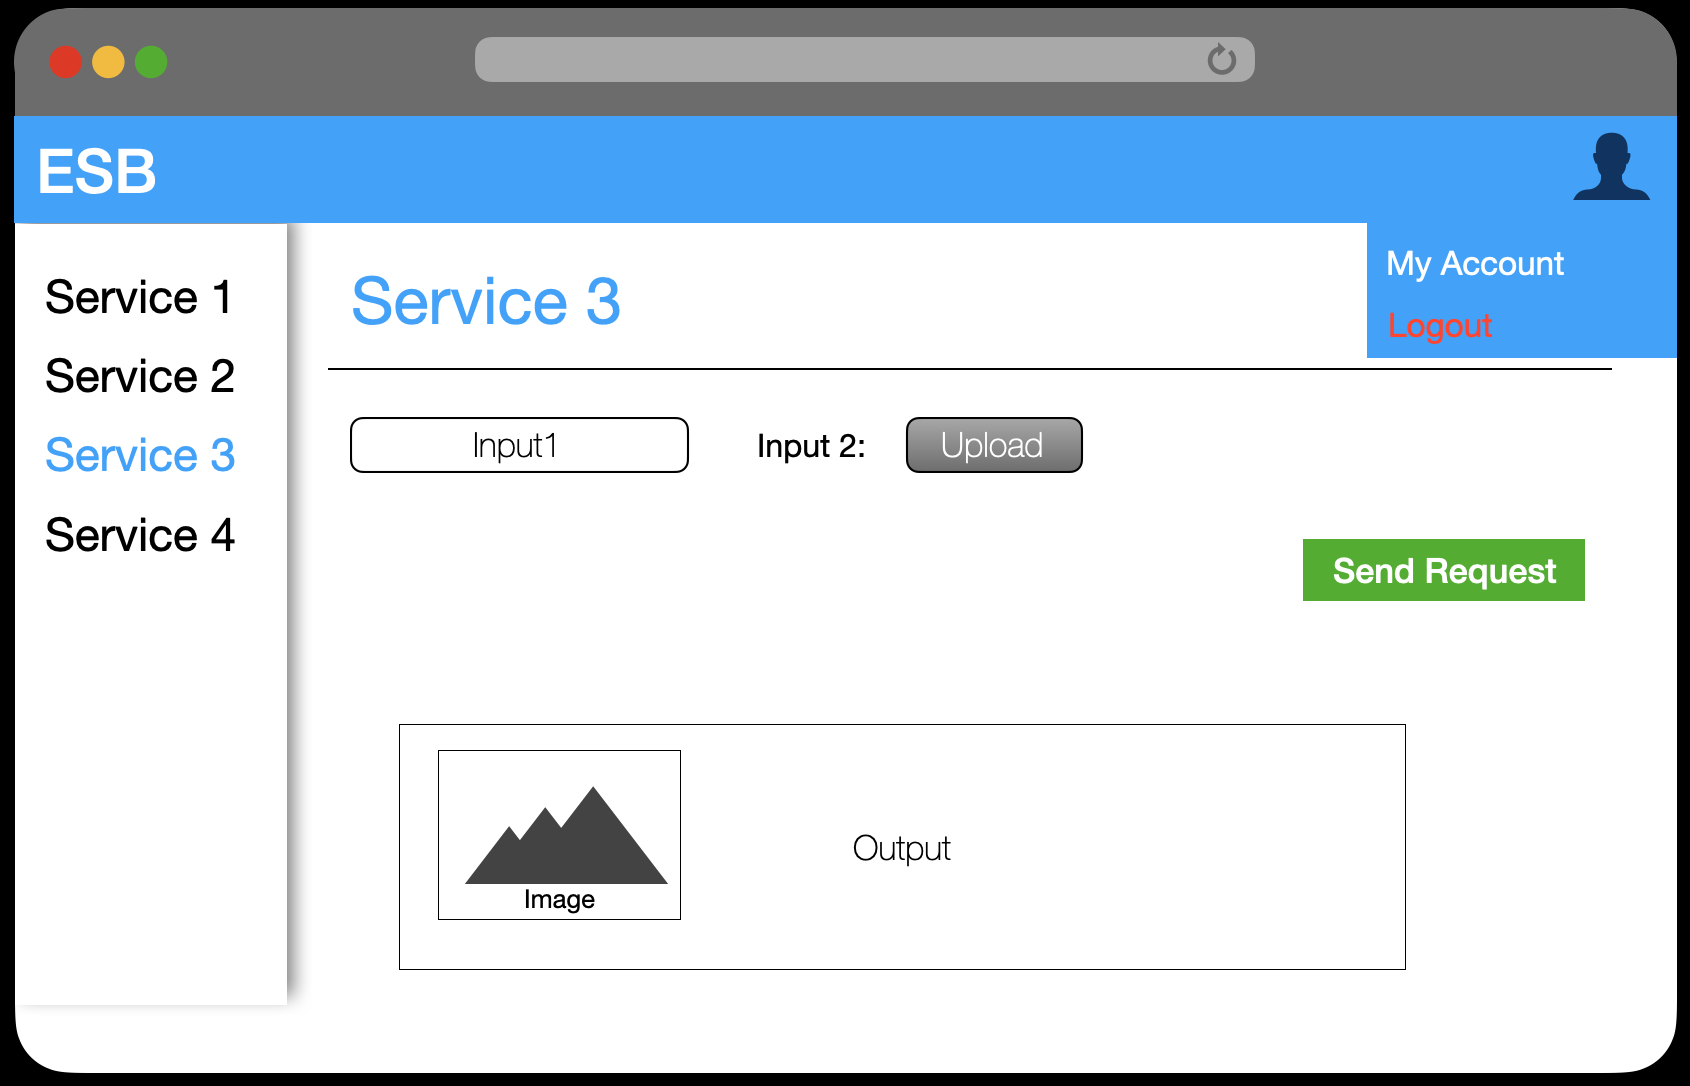 ESB
My Account
Logout
Service 1
Service 2
Service 3
Service 4
Service 3
Input1
Input 2:
Upload
Send Request
Image
Output